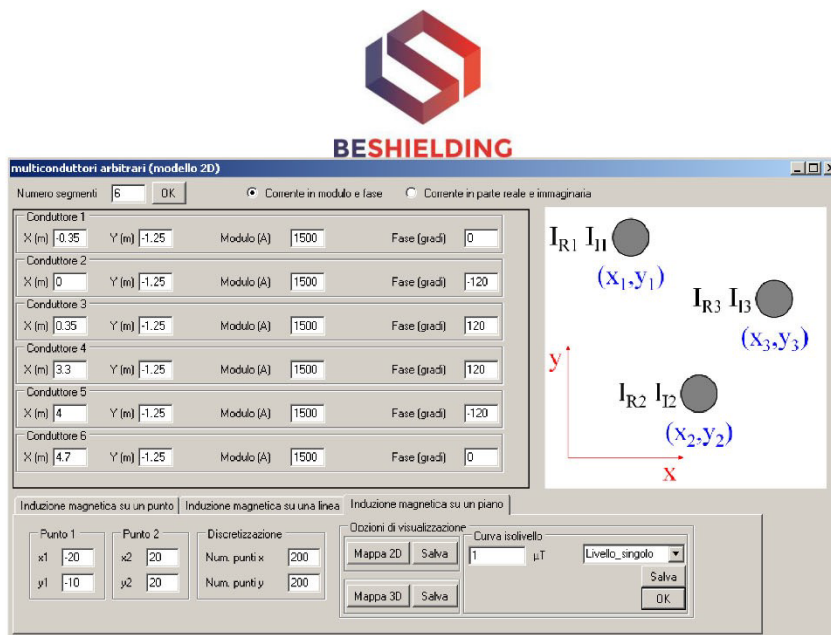 BESHIELDING
multiconduttori arbitrari (modello 2D)
Numero segmenti 6 OK Corrente in modulo e fase Corrente in parte reale e immaginaria
Conduttore 1
X (m) -0.35 Y (m) -1.25 Modulo (A) 1500 Fase (gradi) 0
Conduttore 2
X (m) 0 Y (m) -1.25 Modulo (A) 1500 Fase (gradi) -120
Conduttore 3
X (m) 0.35 Y (m) -1.25 Modulo (A) 1500 Fase (gradi) 120
Conduttore 4
X (m) 3.3 Y (m) -1.25 Modulo (A) 1500 Fase (gradi) 120
Conduttore 5
X (m) 4 Y (m) -1.25 Modulo (A) 1500 Fase (gradi) -120
Conduttore 6
X (m) 4.7 Y (m) -1.25 Modulo (A) 1500 Fase (gradi) 0
IR1 II1
(x1,y1)
IR3 II3
(x3,y3)
y
IR2 II2
(x2,y2)
x
Induzione magnetica su un punto Induzione magnetica su una linea Induzione magnetica su un piano
Punto 1 Punto 2 Discretizzazione Opzioni di visualizzazione
Curva isolivello
x1 -20 x2 20 Num. punti x 200 Mappa 2D Salva 1 µT Livello_singolo
Salva
y1 -10 y2 20 Num. punti y 200 Mappa 3D Salva OK